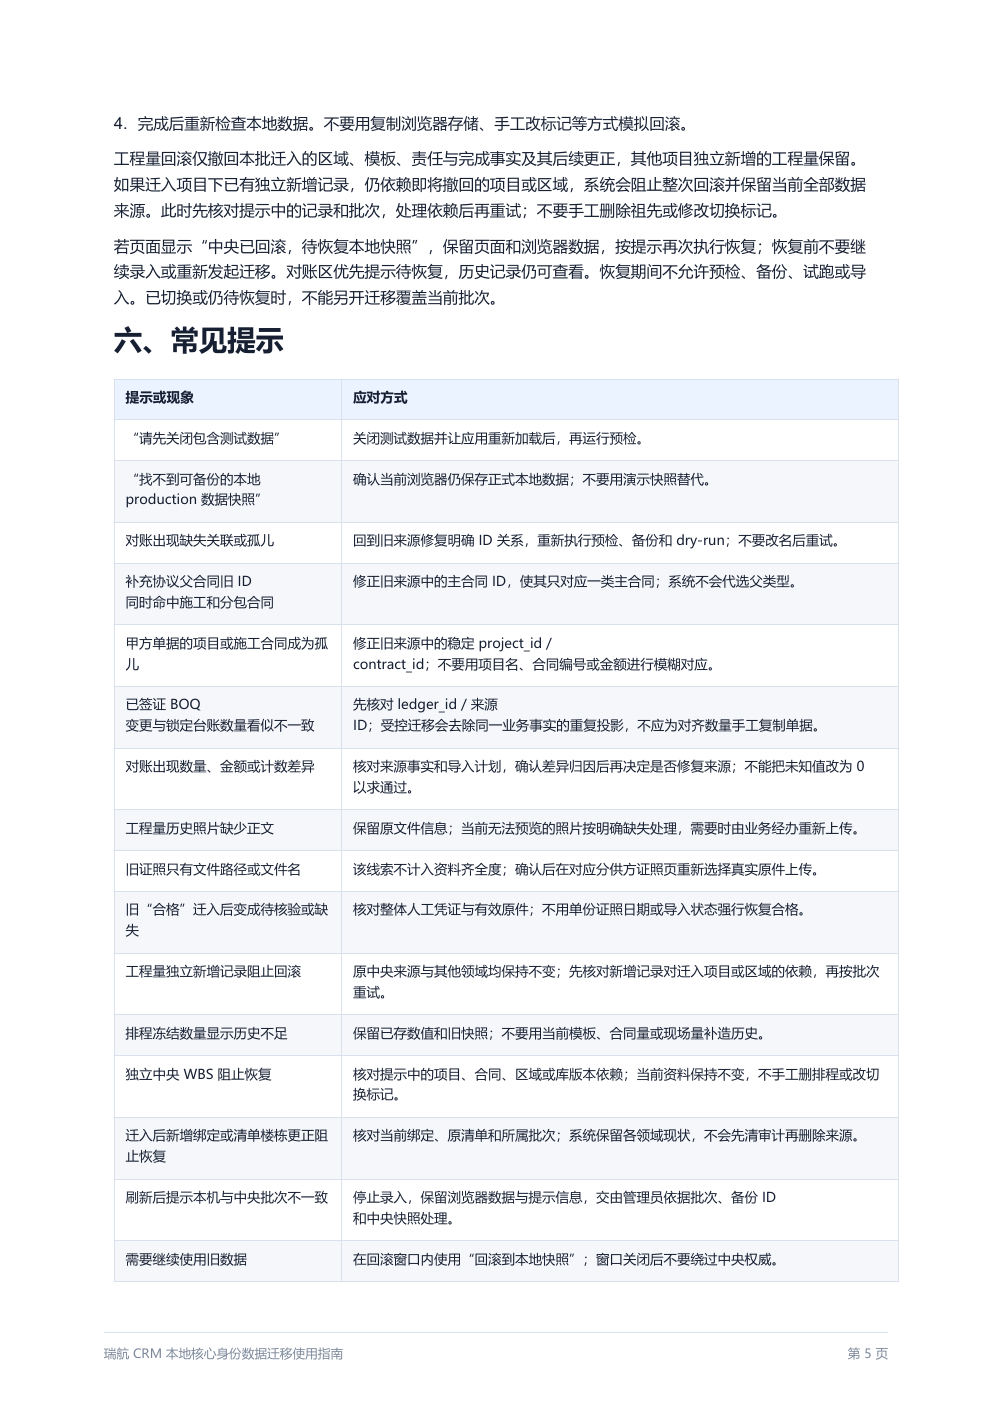 4. 完成后重新检查本地数据。不要用复制浏览器存储、手工改标记等方式模拟回滚。
工程量回滚仅撤回本批迁入的区域、模板、责任与完成事实及其后续更正，其他项目独立新增的工程量保留。
如果迁入项目下已有独立新增记录，仍依赖即将撤回的项目或区域，系统会阻止整次回滚并保留当前全部数据
来源。此时先核对提示中的记录和批次，处理依赖后再重试；不要手工删除祖先或修改切换标记。
若页面显示“中央已回滚，待恢复本地快照”，保留页面和浏览器数据，按提示再次执行恢复；恢复前不要继
续录入或重新发起迁移。对账区优先提示待恢复，历史记录仍可查看。恢复期间不允许预检、备份、试跑或导
入。已切换或仍待恢复时，不能另开迁移覆盖当前批次。
六、常见提示
提示或现象
应对方式
“请先关闭包含测试数据”
关闭测试数据并让应用重新加载后，再运行预检。
“找不到可备份的本地
production 数据快照”
确认当前浏览器仍保存正式本地数据；不要用演示快照替代。
对账出现缺失关联或孤儿
回到旧来源修复明确 ID 关系，重新执行预检、备份和 dry-run；不要改名后重试。
补充协议父合同旧 ID
同时命中施工和分包合同
修正旧来源中的主合同 ID，使其只对应一类主合同；系统不会代选父类型。
甲方单据的项目或施工合同成为孤
儿
修正旧来源中的稳定 project_id /
contract_id；不要用项目名、合同编号或金额进行模糊对应。
已签证 BOQ
变更与锁定台账数量看似不一致
先核对 ledger_id / 来源
ID；受控迁移会去除同一业务事实的重复投影，不应为对齐数量手工复制单据。
对账出现数量、金额或计数差异
核对来源事实和导入计划，确认差异归因后再决定是否修复来源；不能把未知值改为 0
以求通过。
工程量历史照片缺少正文
保留原文件信息；当前无法预览的照片按明确缺失处理，需要时由业务经办重新上传。
旧证照只有文件路径或文件名
该线索不计入资料齐全度；确认后在对应分供方证照页重新选择真实原件上传。
旧“合格”迁入后变成待核验或缺
失
核对整体人工凭证与有效原件；不用单份证照日期或导入状态强行恢复合格。
工程量独立新增记录阻止回滚
原中央来源与其他领域均保持不变；先核对新增记录对迁入项目或区域的依赖，再按批次
重试。
排程冻结数量显示历史不足
保留已存数值和旧快照；不要用当前模板、合同量或现场量补造历史。
独立中央 WBS 阻止恢复
核对提示中的项目、合同、区域或库版本依赖；当前资料保持不变，不手工删排程或改切
换标记。
迁入后新增绑定或清单楼栋更正阻
止恢复
核对当前绑定、原清单和所属批次；系统保留各领域现状，不会先清审计再删除来源。
刷新后提示本机与中央批次不一致
停止录入，保留浏览器数据与提示信息，交由管理员依据批次、备份 ID
和中央快照处理。
需要继续使用旧数据
在回滚窗口内使用“回滚到本地快照”；窗口关闭后不要绕过中央权威。
瑞航 CRM 本地核心身份数据迁移使用指南
第 5 页